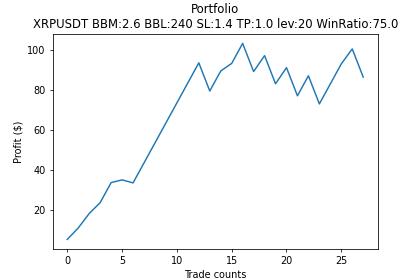 Portfolio
XRPUSDT BBM:2.6 BBL:240 SL:1.4 TP:1.0 lev:20 WinRatio:75.0
100
80
60
40
20
Profit ($)
0 5 10 15 20 25
Trade counts